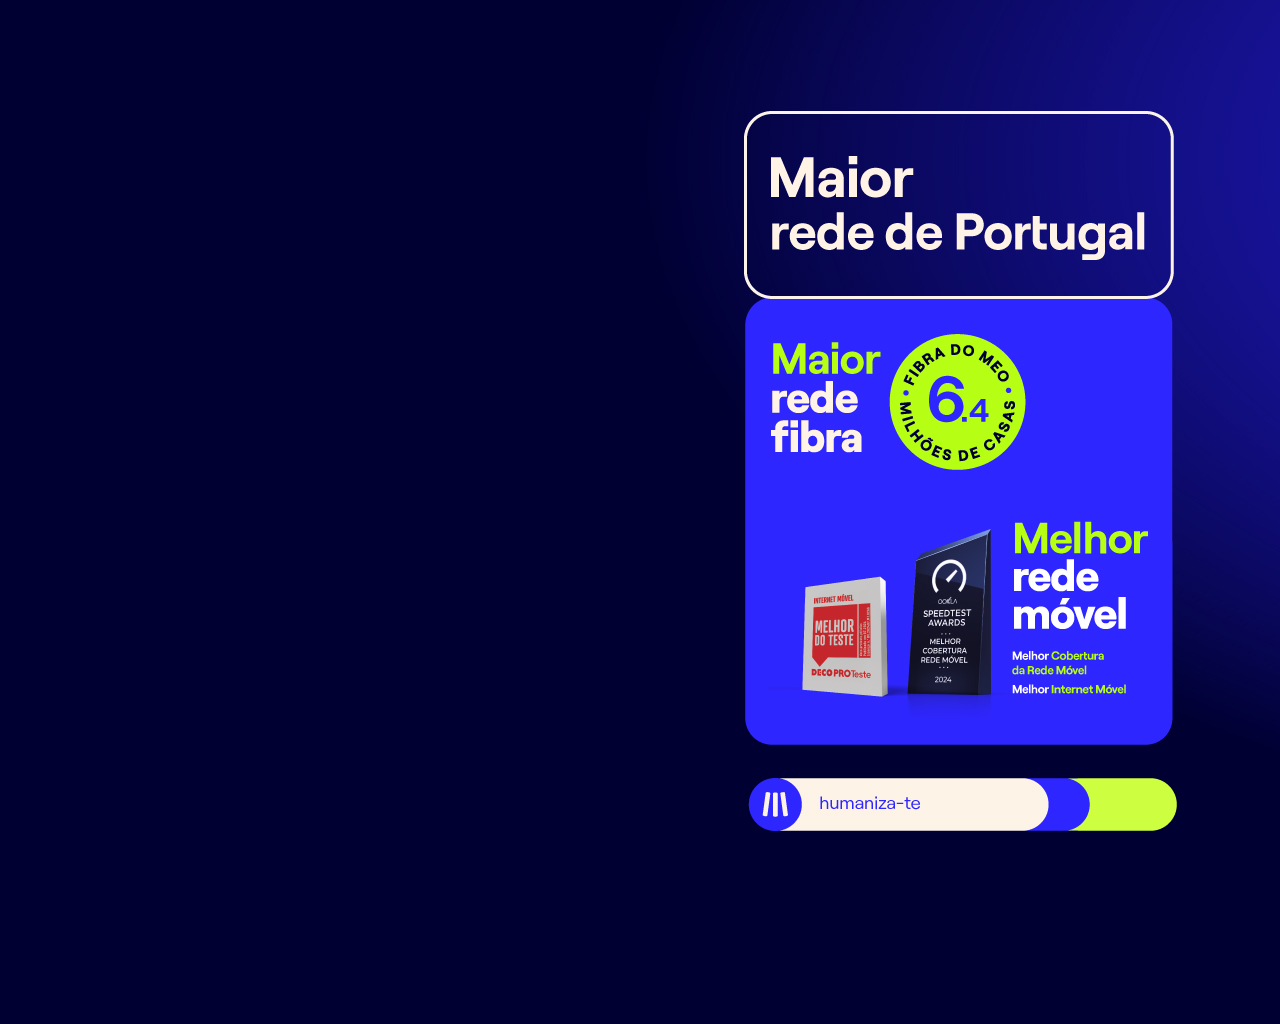 Maior
rede de Portugal
Maior
rede
fibra
FIBRA DO MEO
6.4
MILHÕES DE CASAS
Melhor
rede
móvel
Melhor Cobertura
da Rede Móvel
Melhor Internet Móvel
INTERNET MÓVEL
MELHOR
DO TESTE
DECO PROTeste
OOKLA
SPEEDTEST
AWARDS
MELHOR
COBERTURA
REDE MÓVEL
2024
humaniza-te